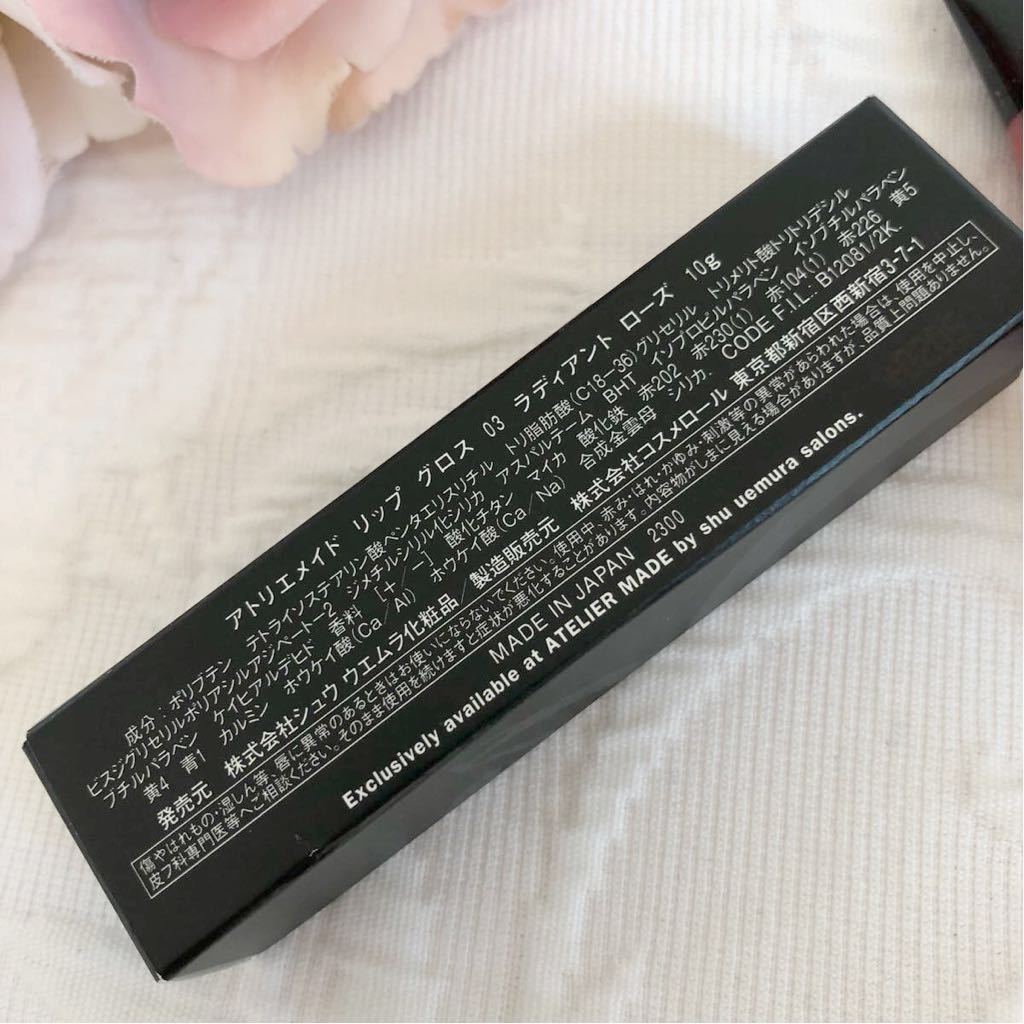 アトリエメイド リップ グロス 03 ラディアント ローズ 10g
成分：ポリブテン テトライソステアリン酸ペンタエリスリチル トリ脂肪酸(C18-36)グリセリル トリメリト酸トリトリデシル
ビスジグリセリルポリアシルアジペート-2 ジメチルシリル化シリカ アスパルテーム BHT イソプロピルパラベン イソブチルパラベン
ブチルパラベン ケイヒアルデヒド 香料 [+/-] 酸化チタン マイカ 酸化鉄 赤202 赤230(1) 赤104(1) 赤226 黄5
黄4 青1 カルミン ホウケイ酸(Ca/Al) ホウケイ酸(Ca/Na) 合成金雲母 シリカ CODE F.I.L: B12081/2K
発売元 株式会社シュウ ウエムラ化粧品/製造販売元 株式会社コスメロール 東京都新宿区西新宿3-7-1
傷やはれもの・湿しん等、唇に異常のあるときはお使いにならないでください。使用中、赤み・はれ・かゆみ・刺激等の異常があらわれた場合は、使用を中止し、
皮フ科専門医等へご相談ください。そのまま使用を続けますと症状が悪化することがあります。内容物がしまに見える場合がありますが、品質上問題ありません。
MADE IN JAPAN 2300
Exclusively available at ATELIER MADE by shu uemura salons.